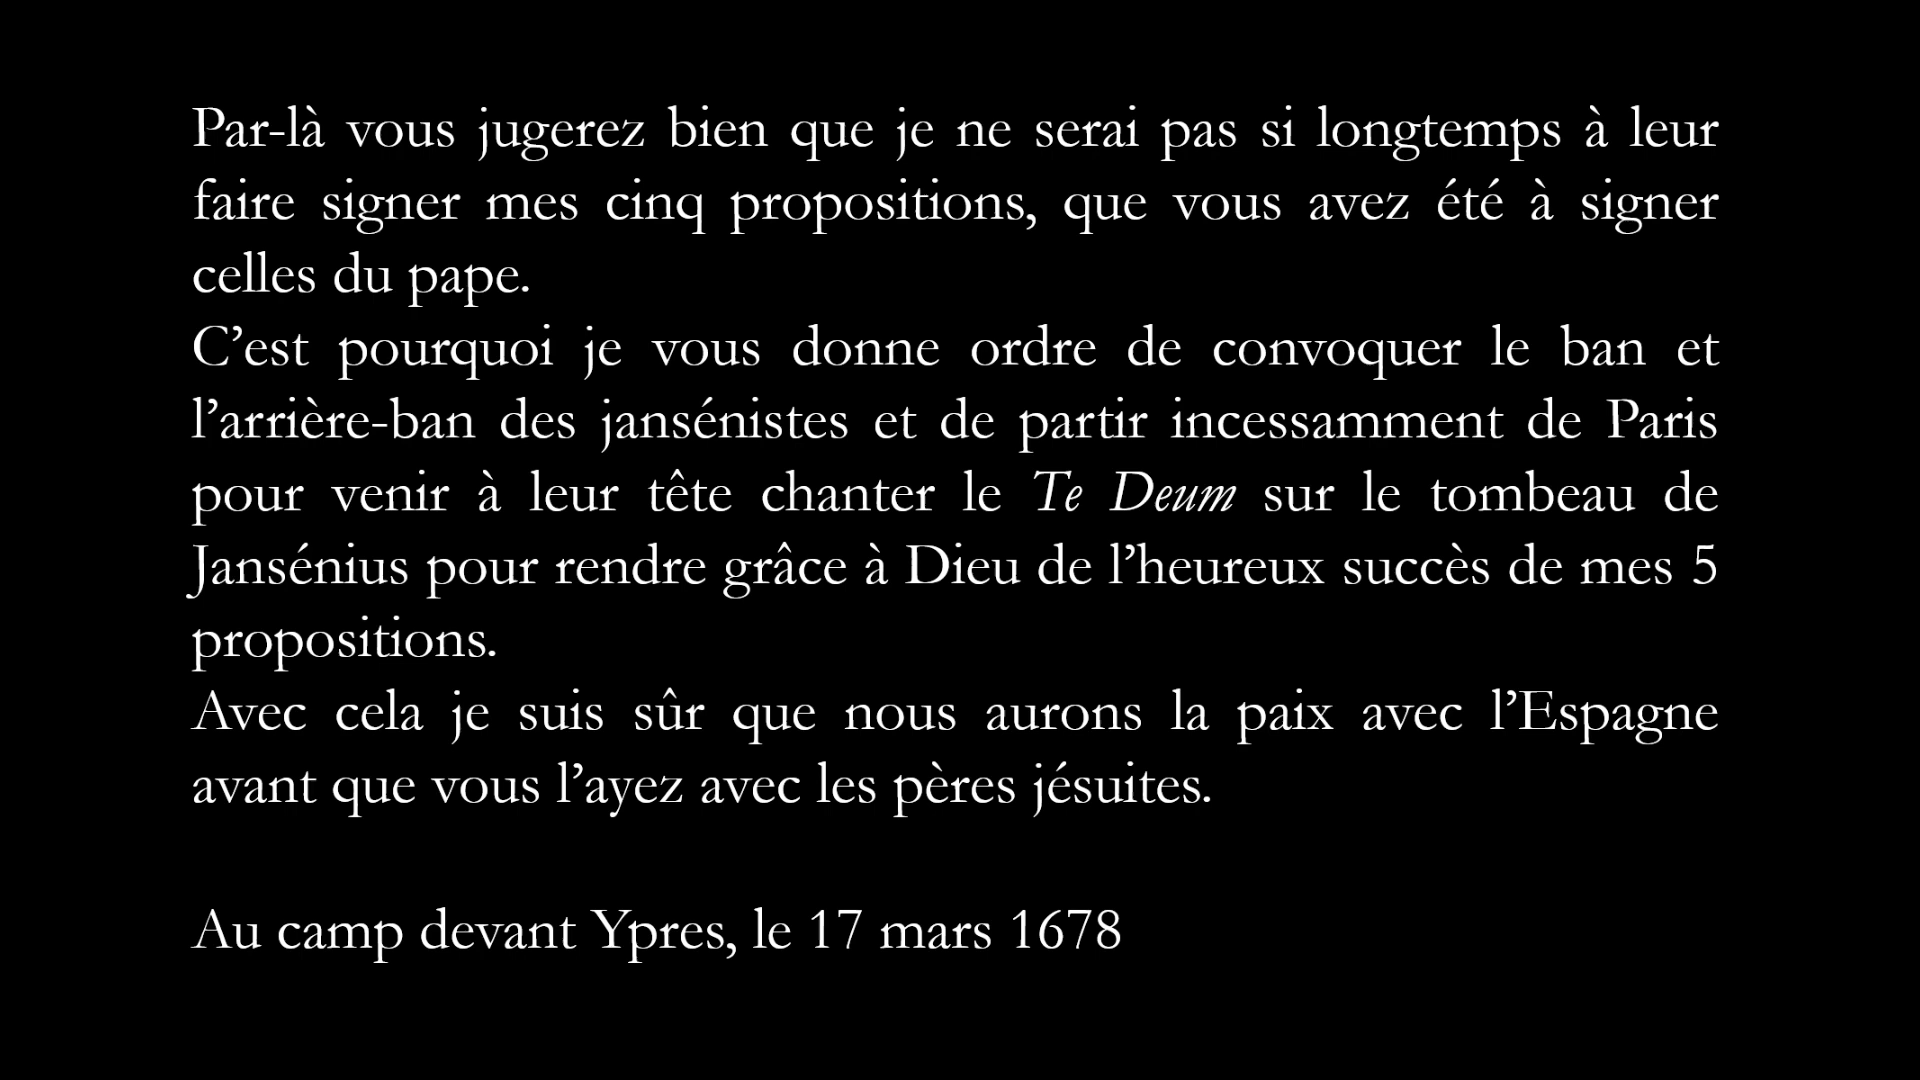 Par-là vous jugerez bien que je ne serai pas si longtemps à leur
faire signer mes cinq propositions, que vous avez été à signer
celles du pape.
C’est pourquoi je vous donne ordre de convoquer le ban et
l’arrière-ban des jansénistes et de partir incessamment de Paris
pour venir à leur tête chanter le Te Deum sur le tombeau de
Jansénius pour rendre grâce à Dieu de l’heureux succès de mes 5
propositions.
Avec cela je suis sûr que nous aurons la paix avec l’Espagne
avant que vous l’ayez avec les pères jésuites.
Au camp devant Ypres, le 17 mars 1678